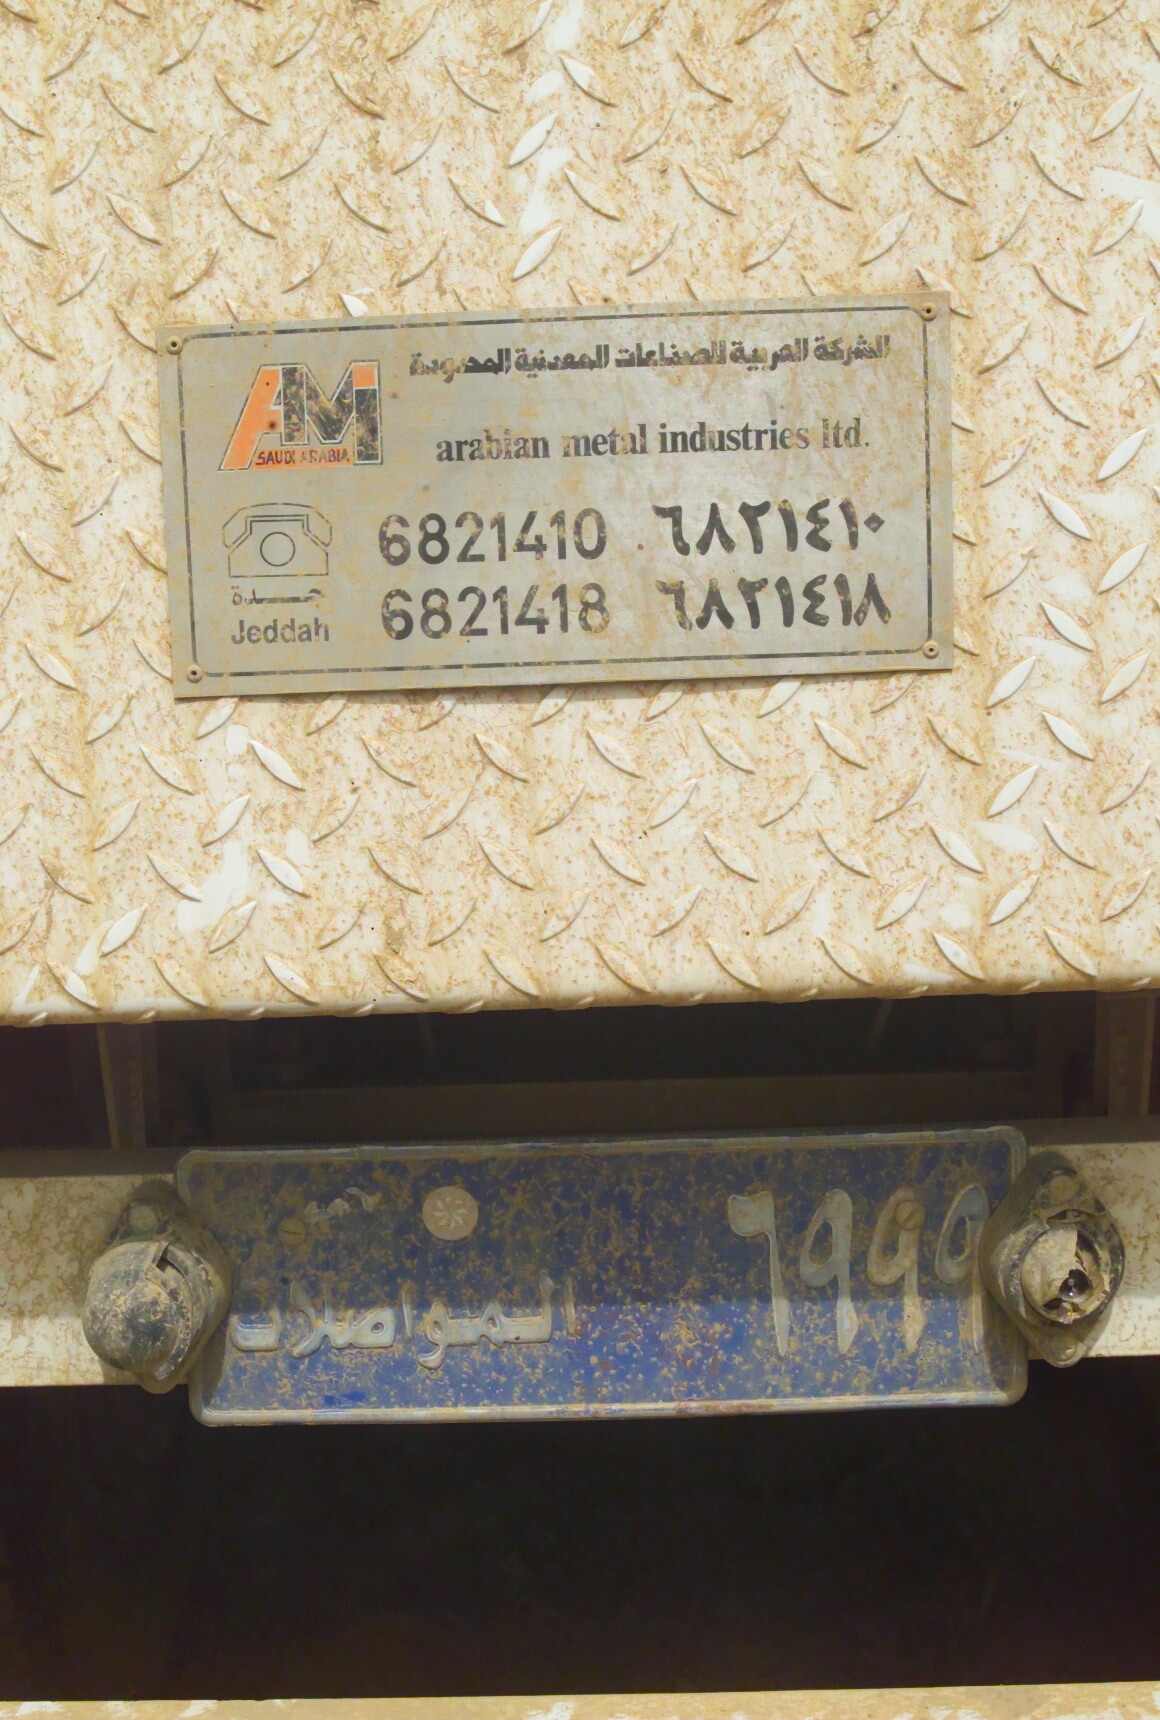 الشركة العربية للصناعات المعدنية المحدودة
AMI
SAUDI ARABIA
arabian metal industries ltd.
6821410 ٦٨٢١٤١٠
جدة
6821418 ٦٨٢١٤١٨
Jeddah
٦٩٩٩
المواصلات